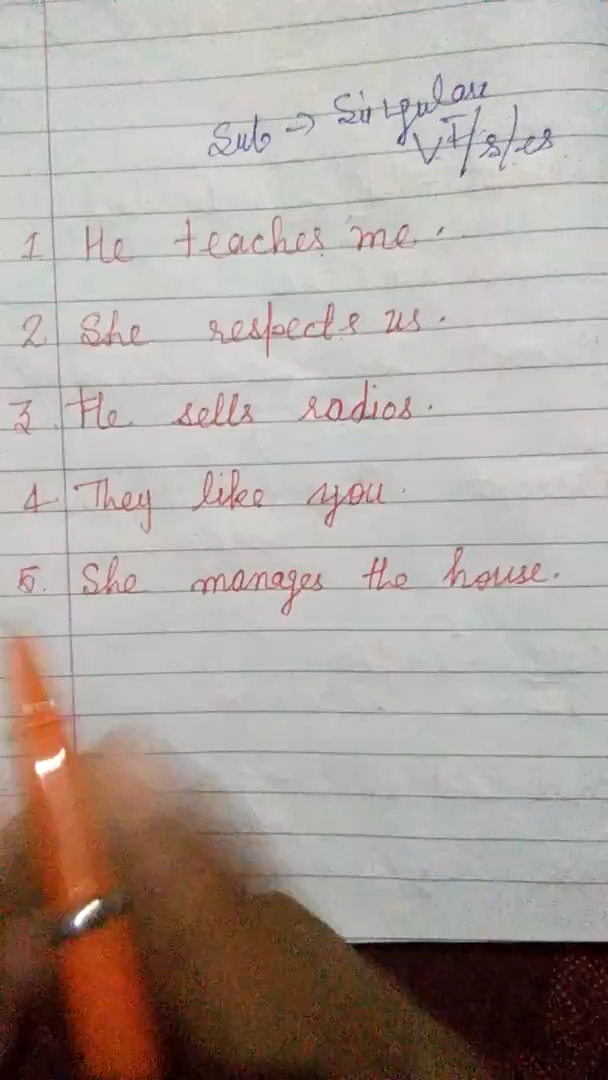 Sub → Singular
VI/s/es
1. He teaches me.
2. She respects us.
3. He sells radios.
4. They like you.
5. She manages the house.